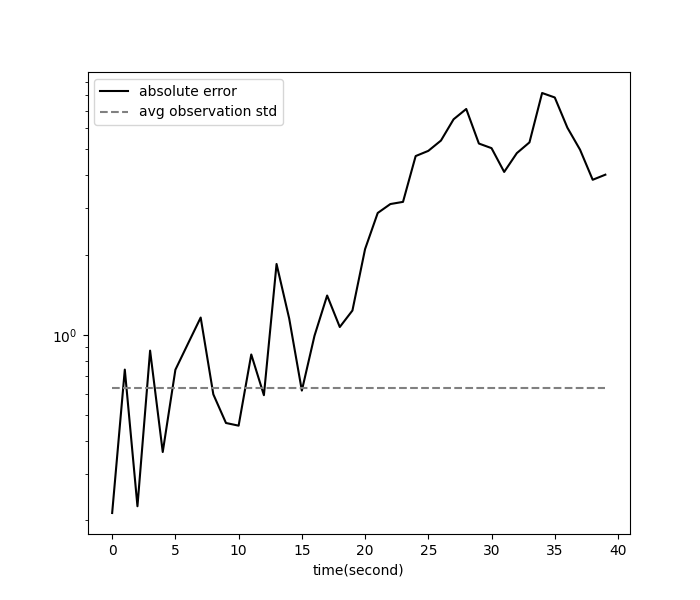 absolute error
avg observation std
10⁰
0 5 10 15 20 25 30 35 40
time(second)